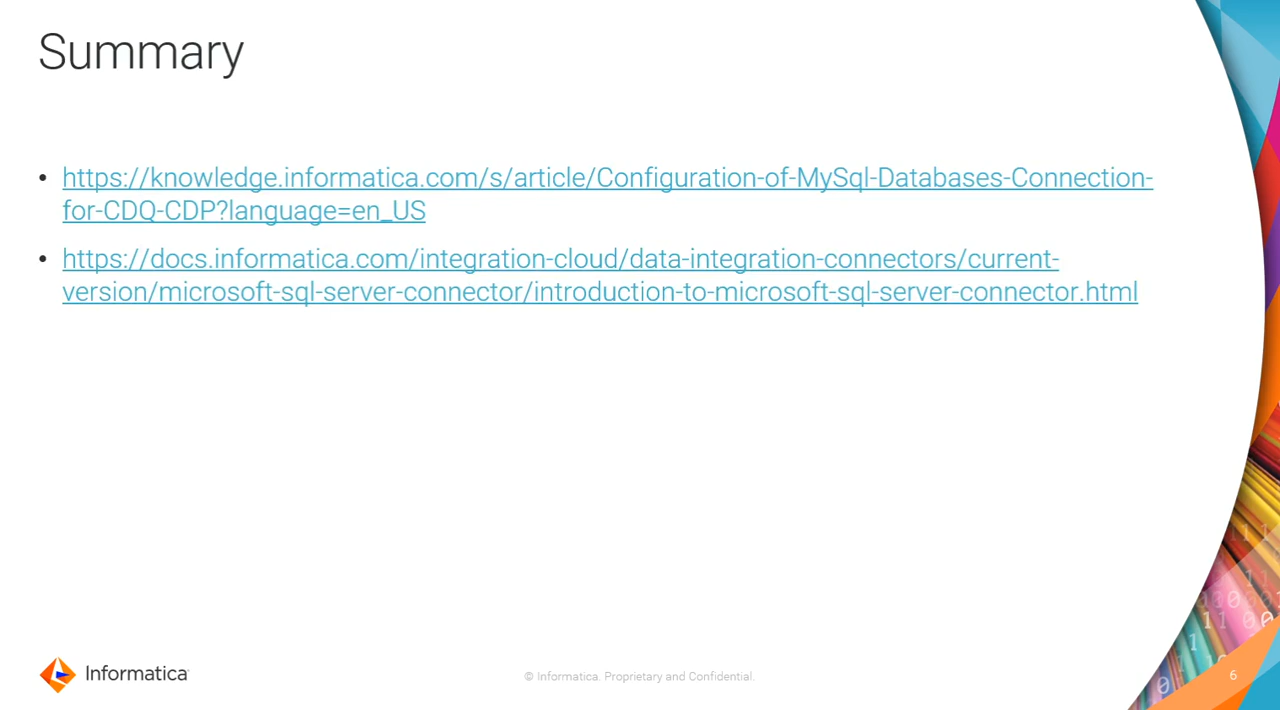 Summary
• https://knowledge.informatica.com/s/article/Configuration-of-MySql-Databases-Connection-
for-CDQ-CDP?language=en_US
• https://docs.informatica.com/integration-cloud/data-integration-connectors/current-
version/microsoft-sql-server-connector/introduction-to-microsoft-sql-server-connector.html
Informatica
© Informatica. Proprietary and Confidential.
6